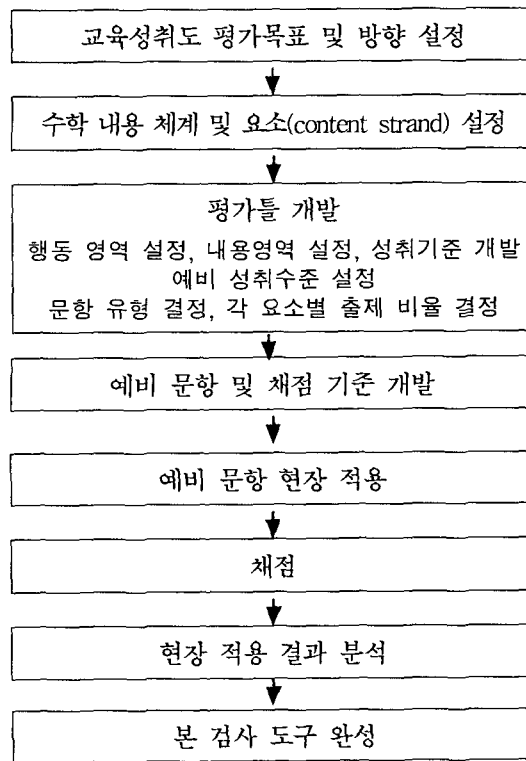 교육성취도 평가목표 및 방향 설정
수학 내용 체계 및 요소(content strand) 설정
평가틀 개발
행동 영역 설정, 내용영역 설정, 성취기준 개발
예비 성취수준 설정
문항 유형 결정, 각 요소별 출제 비율 결정
예비 문항 및 채점 기준 개발
예비 문항 현장 적용
채점
현장 적용 결과 분석
본 검사 도구 완성